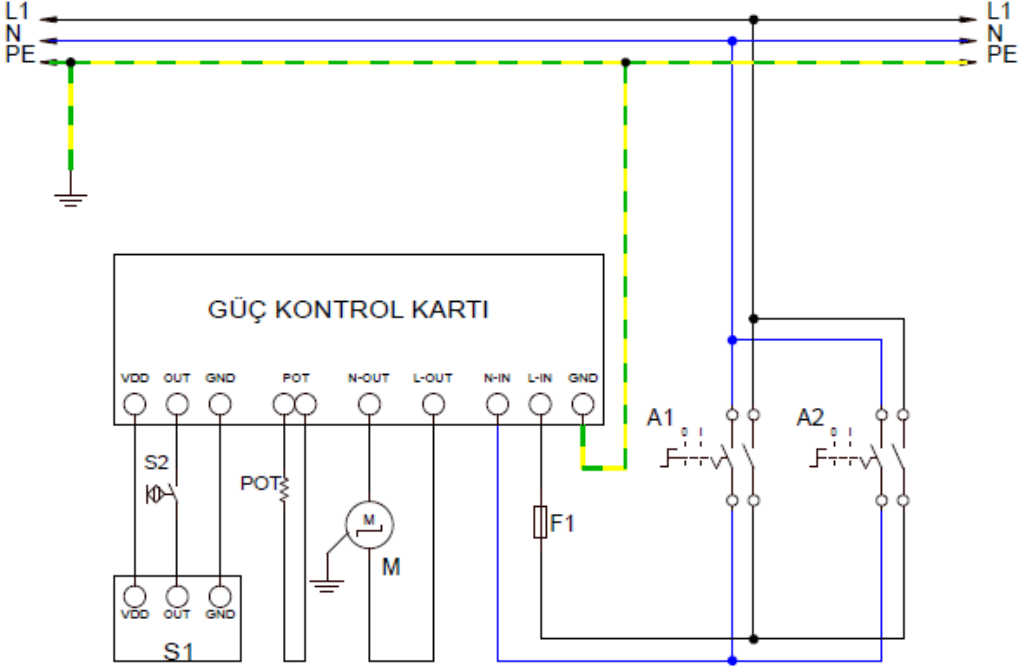 L1 L1
N N
PE PE
GÜÇ KONTROL KARTI
VDD OUT GND POT N-OUT L-OUT N-IN L-IN GND
A1 0 I A2 0 I
S2
POT
M
F1
M
VDD OUT GND
S1